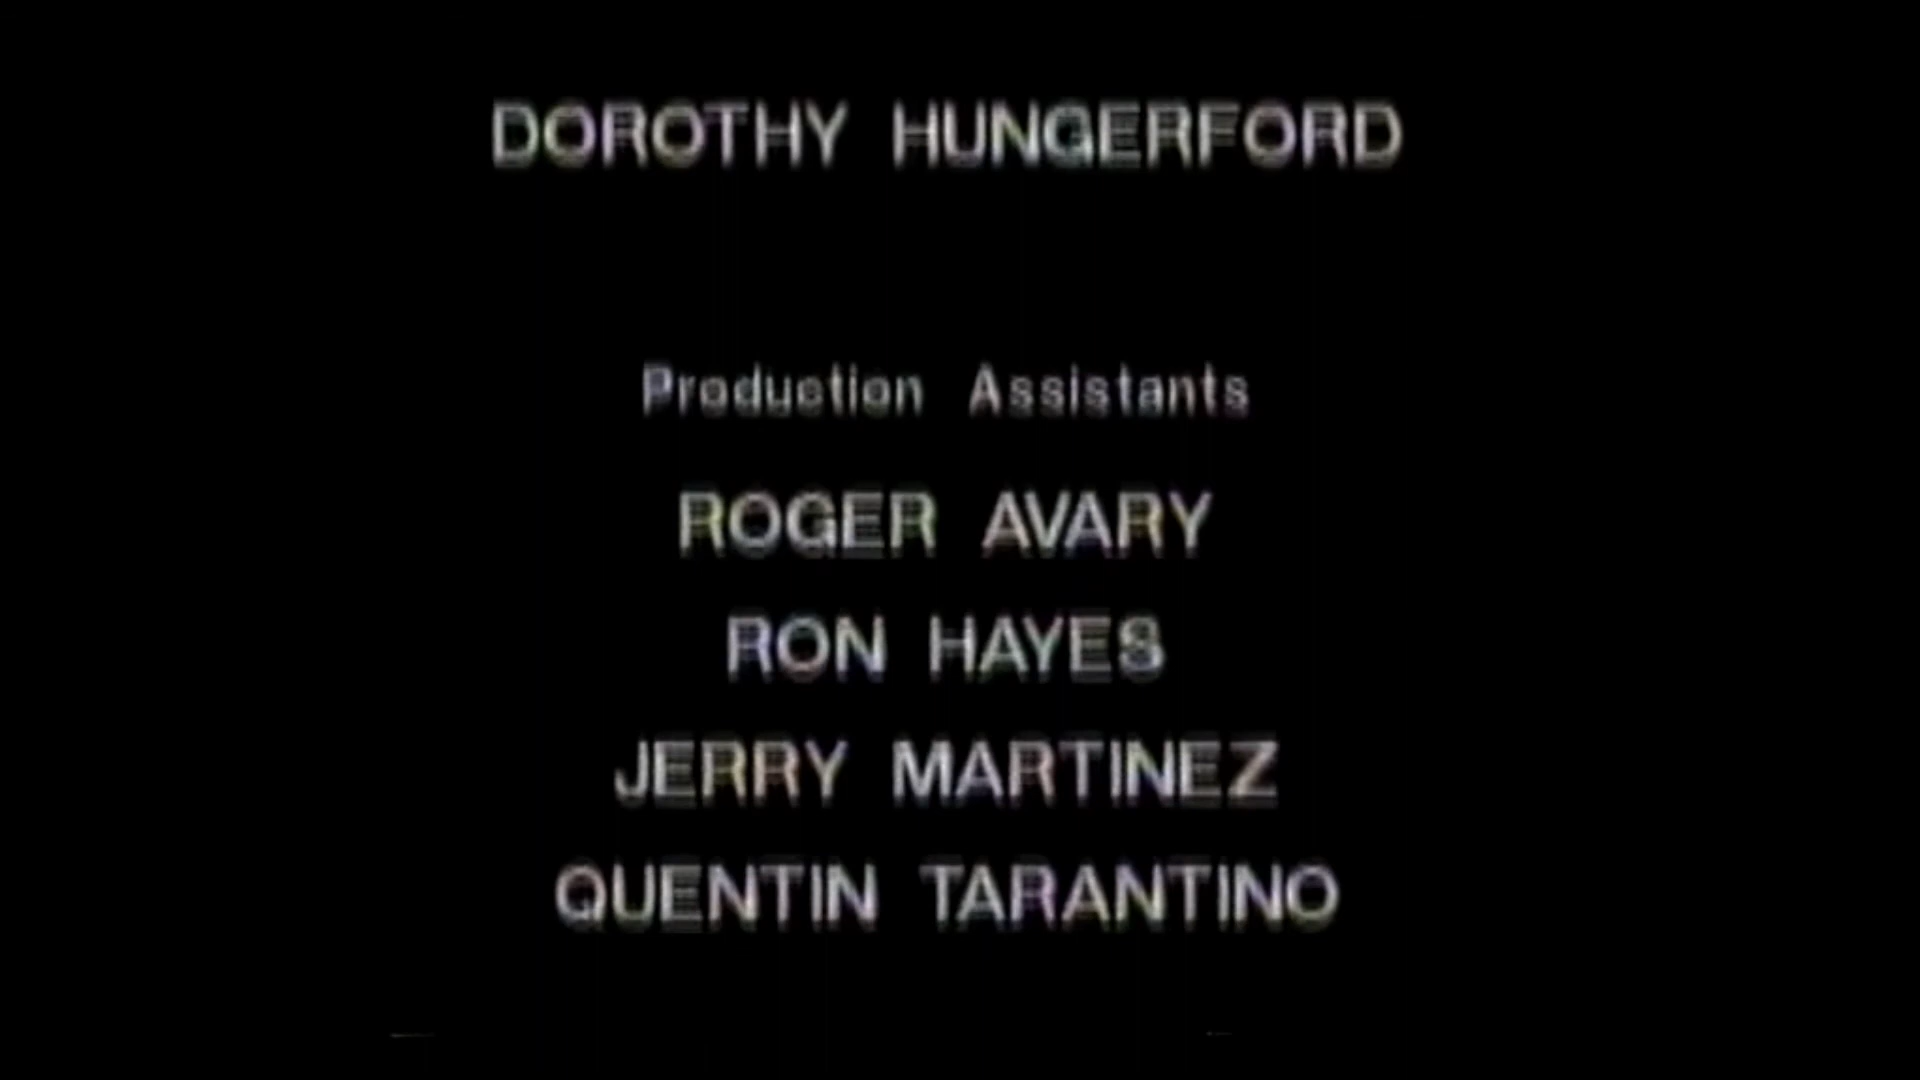 DOROTHY HUNGERFORD
Production Assistants
ROGER AVARY
RON HAYES
JERRY MARTINEZ
QUENTIN TARANTINO